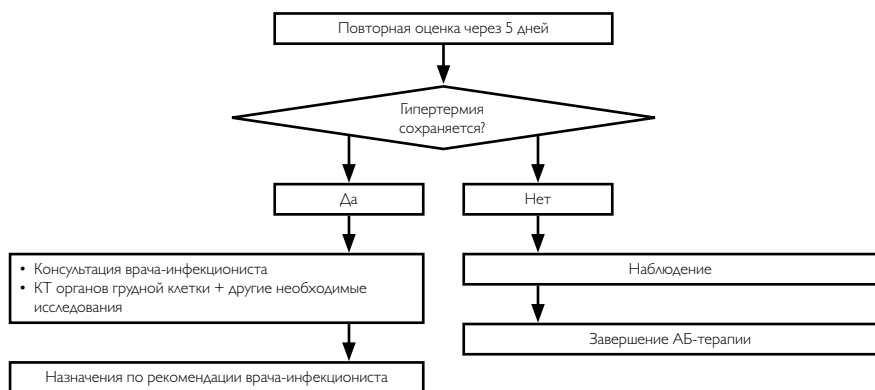 Повторная оценка через 5 дней
Гипертермия
сохраняется?
Да
Нет
• Консультация врача-инфекциониста
• КТ органов грудной клетки + другие необходимые
исследования
Наблюдение
Завершение АБ-терапии
Назначения по рекомендации врача-инфекциониста